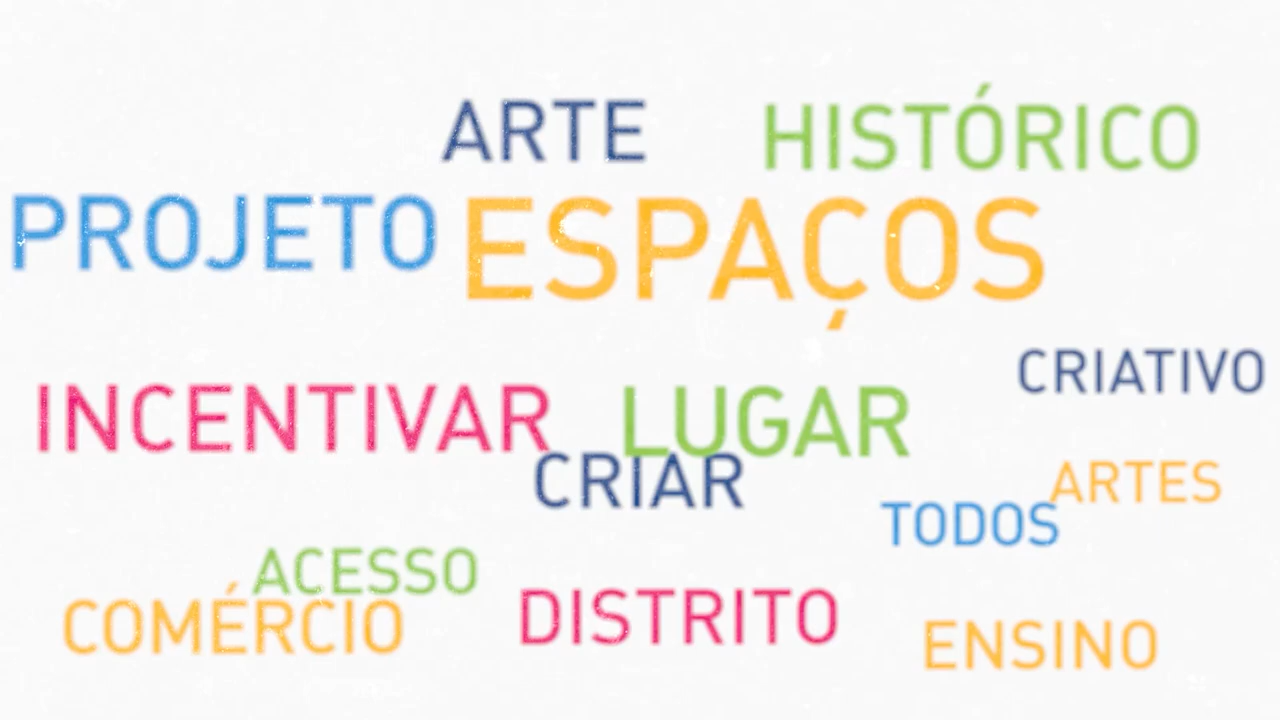 ARTE HISTÓRICO
PROJETO ESPAÇOS
CRIATIVO
INCENTIVAR LUGAR
CRIAR ARTES
TODOS
ACESSO
COMÉRCIO DISTRITO ENSINO